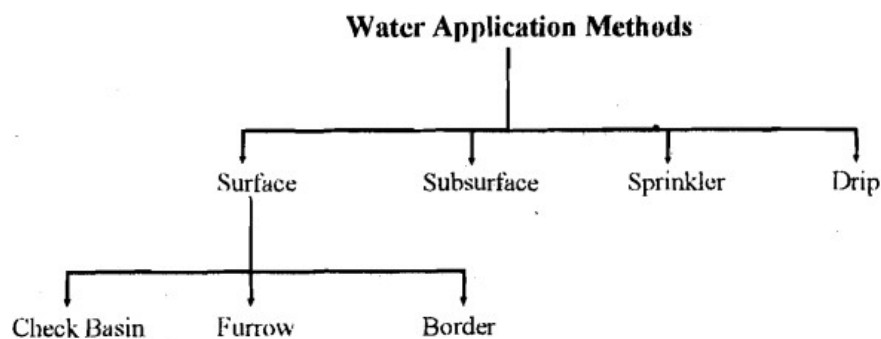 Water Application Methods
Surface Subsurface Sprinkler Drip
Check Basin Furrow Border